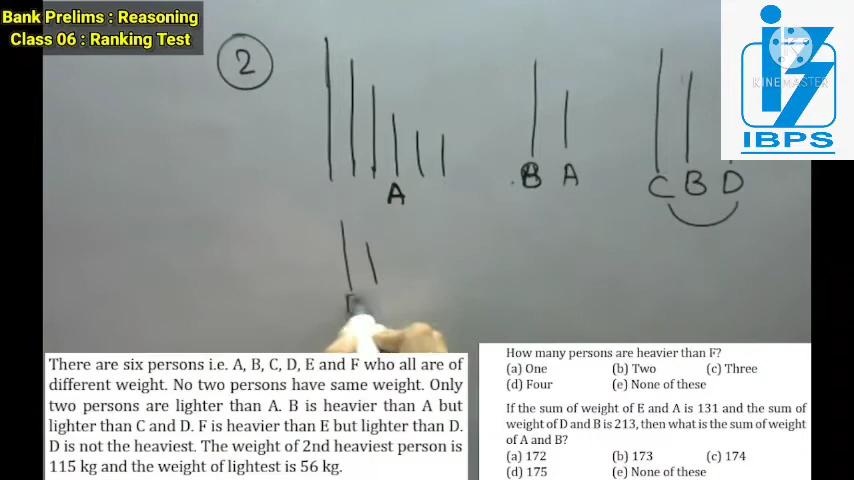 Bank Prelims : Reasoning
Class 06 : Ranking Test
2
KINEMASTER
IBPS
A
B A
C B D
There are six persons i.e. A, B, C, D, E and F who all are of
different weight. No two persons have same weight. Only
two persons are lighter than A. B is heavier than A but
lighter than C and D. F is heavier than E but lighter than D.
D is not the heaviest. The weight of 2nd heaviest person is
115 kg and the weight of lightest is 56 kg.
How many persons are heavier than F?
(a) One (b) Two (c) Three
(d) Four (e) None of these
If the sum of weight of E and A is 131 and the sum of
weight of D and B is 213, then what is the sum of weight
of A and B?
(a) 172 (b) 173 (c) 174
(d) 175 (e) None of these